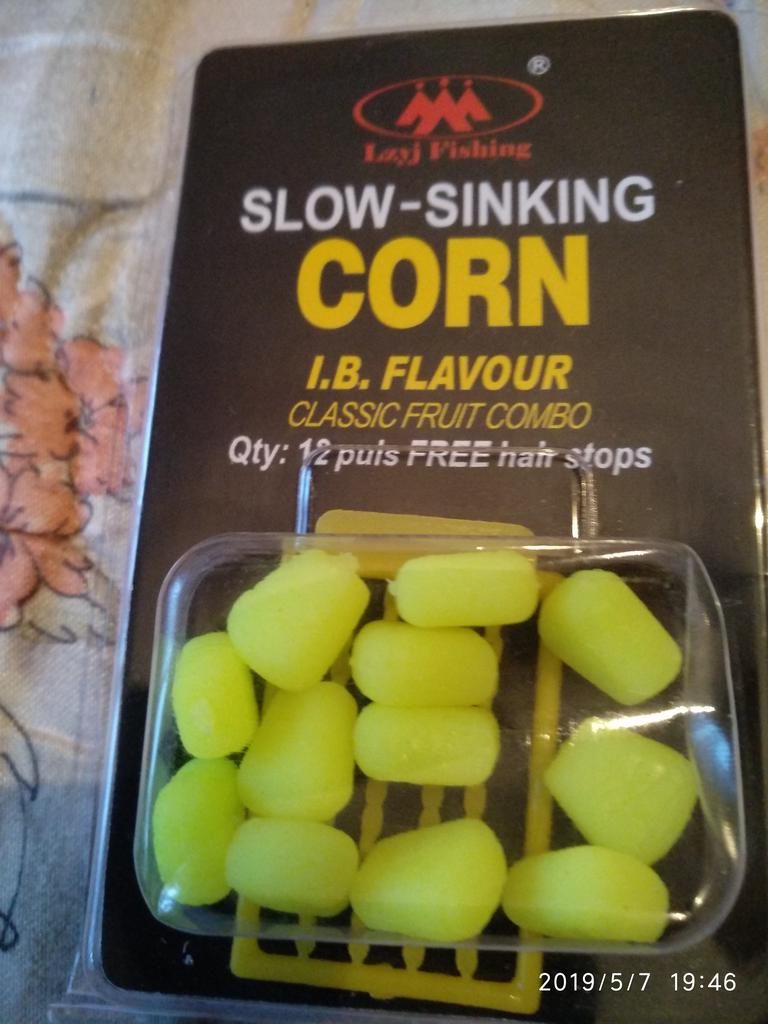 ®
Lzyj Fishing
SLOW-SINKING
CORN
I.B. FLAVOUR
CLASSIC FRUIT COMBO
Qty: 12 puis FREE hair stops
2019/5/7 19:46